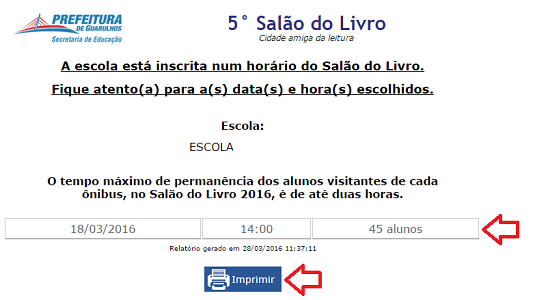 PREFEITURA
DE GUARULHOS
Secretaria de Educação
5° Salão do Livro
Cidade amiga da leitura
A escola está inscrita num horário do Salão do Livro.
Fique atento(a) para a(s) data(s) e hora(s) escolhidos.
Escola:
ESCOLA
O tempo máximo de permanência dos alunos visitantes de cada
ônibus, no Salão do Livro 2016, é de até duas horas.
18/03/2016 14:00 45 alunos
Relatório gerado em 28/03/2016 11:37:11
Imprimir